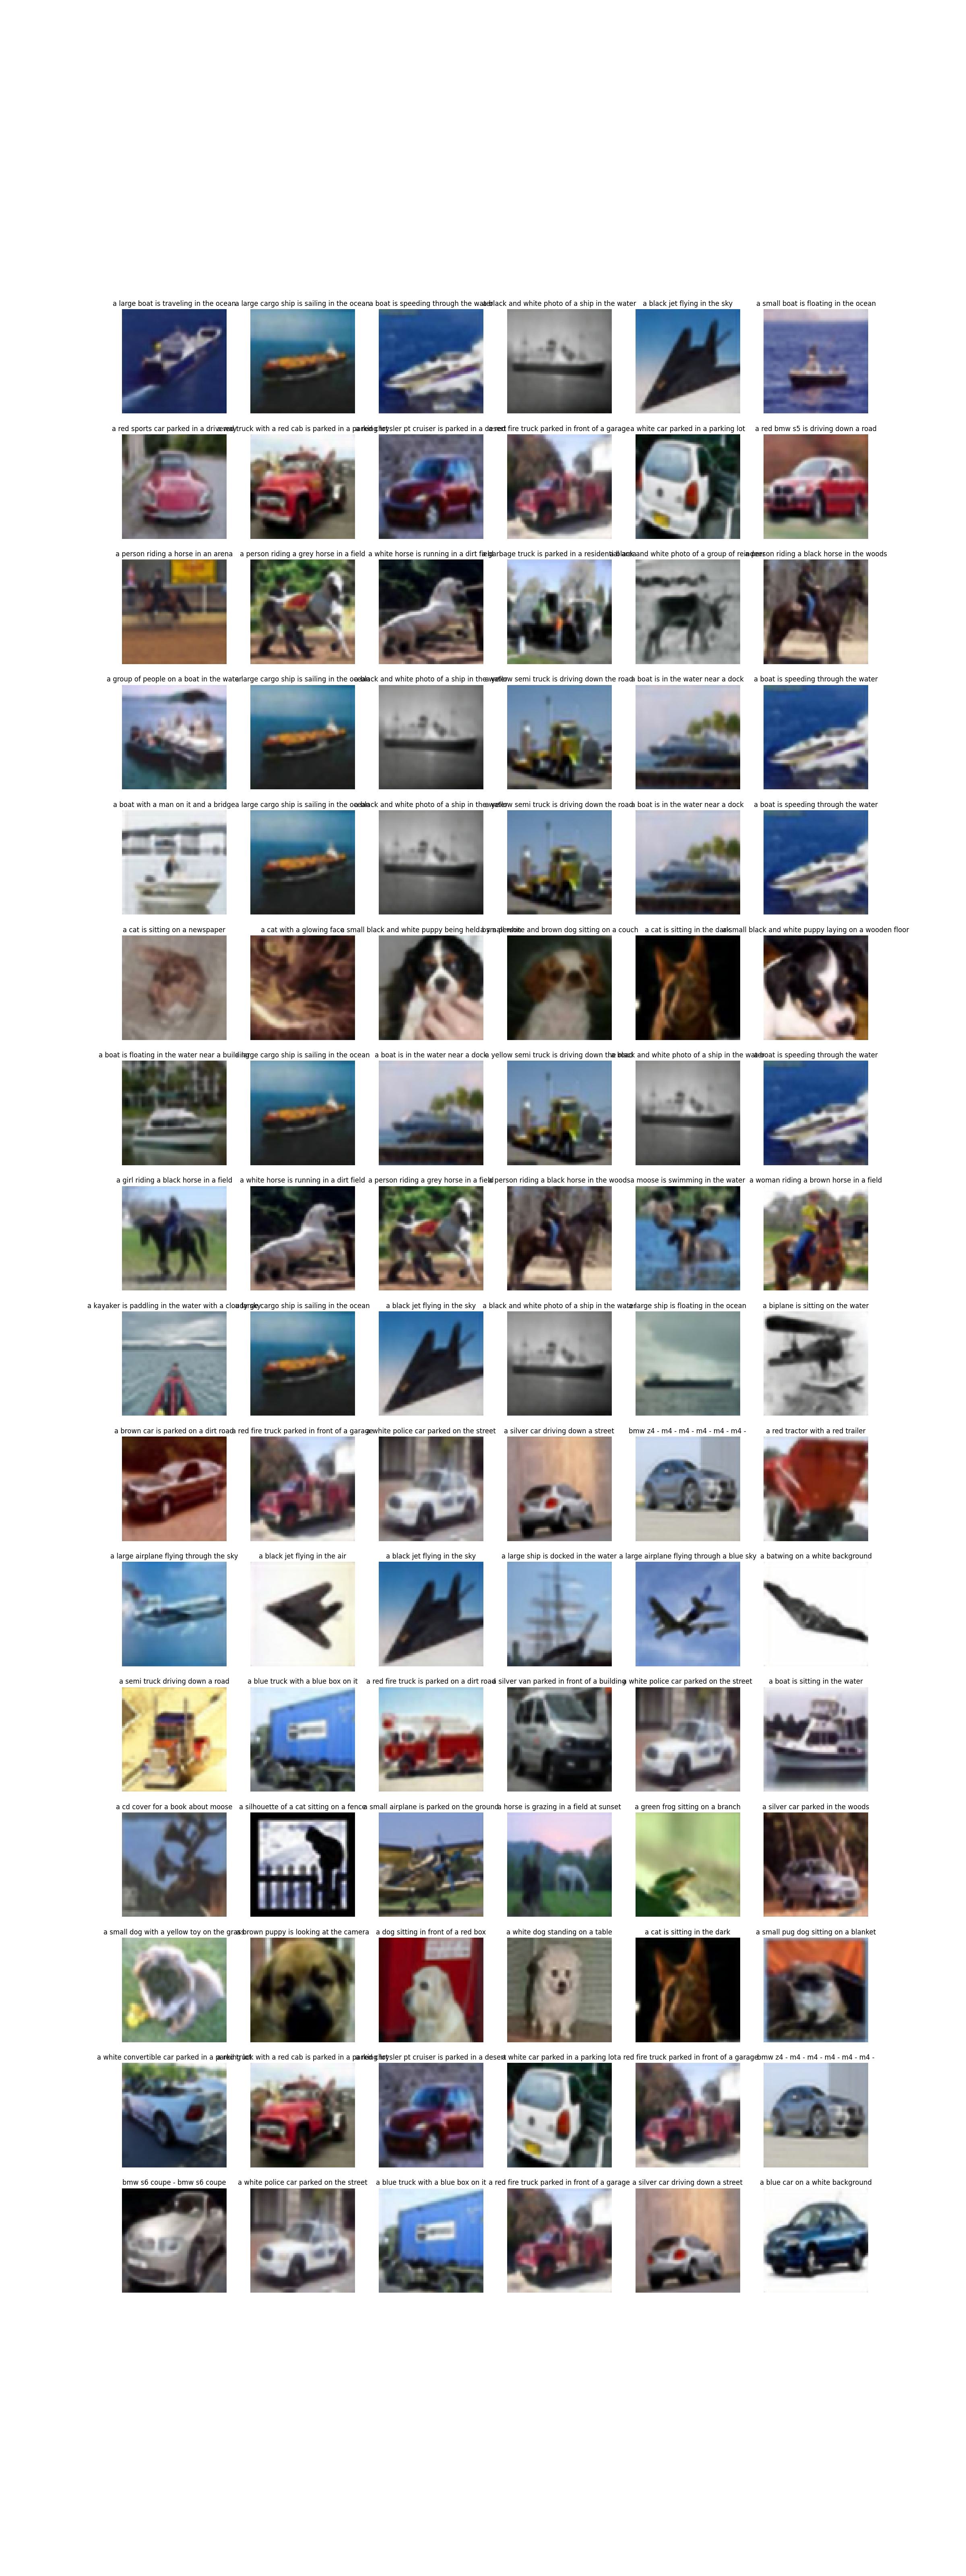 a large boat is traveling in the ocean a large cargo ship is sailing in the ocean a boat is speeding through the water a black and white photo of a ship in the water a black jet flying in the sky a small boat is floating in the ocean
a red sports car parked in a driveway a red truck with a red cab is parked in a parking lot a red chrysler pt cruiser is parked in a desert a red fire truck parked in front of a garage a white car parked in a parking lot a red bmw s5 is driving down a road
a person riding a horse in an arena a person riding a grey horse in a field a white horse is running in a dirt field a garbage truck is parked in a residential area a black and white photo of a group of reindeer a person riding a black horse in the woods
a group of people on a boat in the water a large cargo ship is sailing in the ocean a black and white photo of a ship in the water a yellow semi truck is driving down the road a boat is in the water near a dock a boat is speeding through the water
a boat with a man on it and a bridge a large cargo ship is sailing in the ocean a black and white photo of a ship in the water a yellow semi truck is driving down the road a boat is in the water near a dock a boat is speeding through the water
a cat is sitting on a newspaper a cat with a glowing face a small black and white puppy being held by a person a small white and brown dog sitting on a couch a cat is sitting in the dark a small black and white puppy laying on a wooden floor
a boat is floating in the water near a building a large cargo ship is sailing in the ocean a boat is in the water near a dock a yellow semi truck is driving down the road a black and white photo of a ship in the water a boat is speeding through the water
a girl riding a black horse in a field a white horse is running in a dirt field a person riding a grey horse in a field a person riding a black horse in the woods a moose is swimming in the water a woman riding a brown horse in a field
a kayaker is paddling in the water with a cloudy sky a large cargo ship is sailing in the ocean a black jet flying in the sky a black and white photo of a ship in the water a large ship is floating in the ocean a biplane is sitting on the water
a brown car is parked on a dirt road a red fire truck parked in front of a garage a white police car parked on the street a silver car driving down a street bmw z4 - m4 - m4 - m4 - m4 - m4 - a red tractor with a red trailer
a large airplane flying through the sky a black jet flying in the air a black jet flying in the sky a large ship is docked in the water a large airplane flying through a blue sky a batwing on a white background
a semi truck driving down a road a blue truck with a blue box on it a red fire truck is parked on a dirt road a silver van parked in front of a building a white police car parked on the street a boat is sitting in the water
a cd cover for a book about moose a silhouette of a cat sitting on a fence a small airplane is parked on the ground a horse is grazing in a field at sunset a green frog sitting on a branch a silver car parked in the woods
a small dog with a yellow toy on the grass a brown puppy is looking at the camera a dog sitting in front of a red box a white dog standing on a table a cat is sitting in the dark a small pug dog sitting on a blanket
a white convertible car parked in a parking lot a red truck with a red cab is parked in a parking lot a red chrysler pt cruiser is parked in a desert a white car parked in a parking lot a red fire truck parked in front of a garage bmw z4 - m4 - m4 - m4 - m4 - m4 -
bmw s6 coupe - bmw s6 coupe a white police car parked on the street a blue truck with a blue box on it a red fire truck parked in front of a garage a silver car driving down a street a blue car on a white background